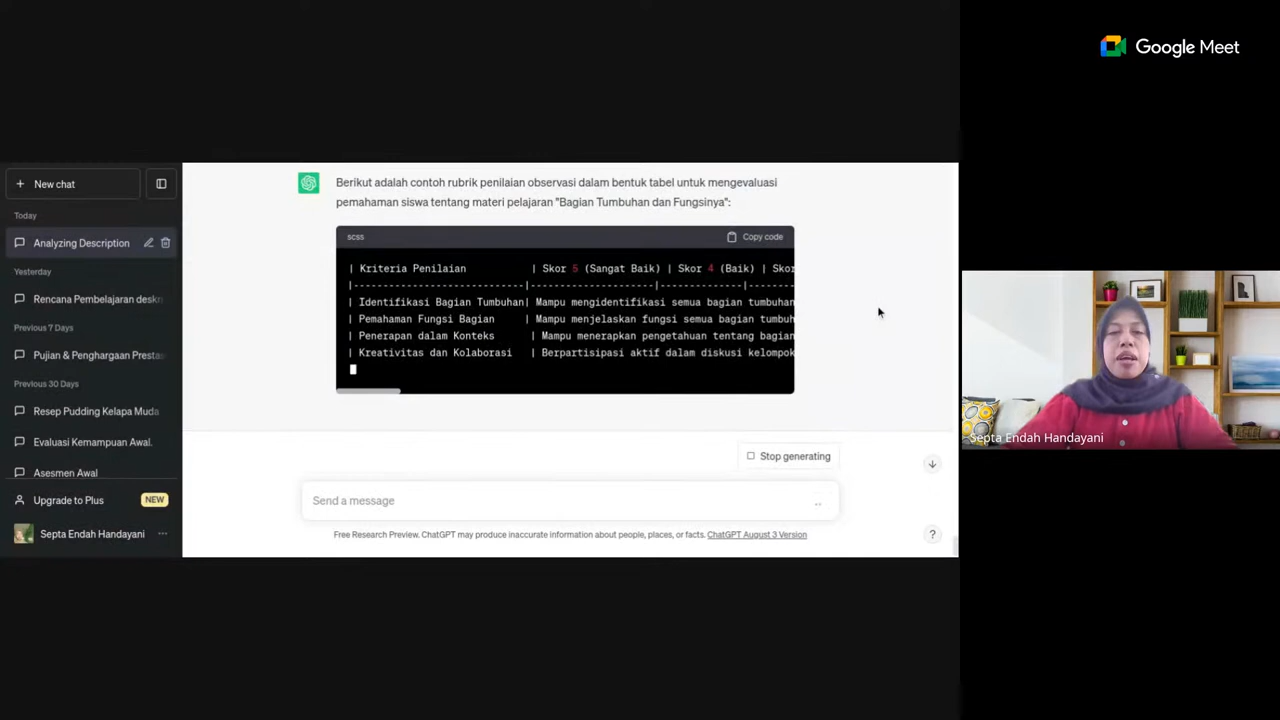 Google Meet
New chat
Today
Analyzing Description
Yesterday
Rencana Pembelajaran deskr
Previous 7 Days
Pujian & Penghargaan Prestas
Previous 30 Days
Resep Pudding Kelapa Muda
Evaluasi Kemampuan Awal.
Asesmen Awal
Upgrade to Plus NEW
Septa Endah Handayani ...
Berikut adalah contoh rubrik penilaian observasi dalam bentuk tabel untuk mengevaluasi
pemahaman siswa tentang materi pelajaran "Bagian Tumbuhan dan Fungsinya":
scss Copy code
| Kriteria Penilaian | Skor 5 (Sangat Baik) | Skor 4 (Baik) | Skor
|-------------------------|----------------------|---------------|------
| Identifikasi Bagian Tumbuhan| Mampu mengidentifikasi semua bagian tumbuhan
| Pemahaman Fungsi Bagian | Mampu menjelaskan fungsi semua bagian tumbuh
| Penerapan dalam Konteks | Mampu menerapkan pengetahuan tentang bagian
| Kreativitas dan Kolaborasi | Berpartisipasi aktif dalam diskusi kelompok
Stop generating
Send a message
Free Research Preview. ChatGPT may produce inaccurate information about people, places, or facts. ChatGPT August 3 Version
?
Septa Endah Handayani